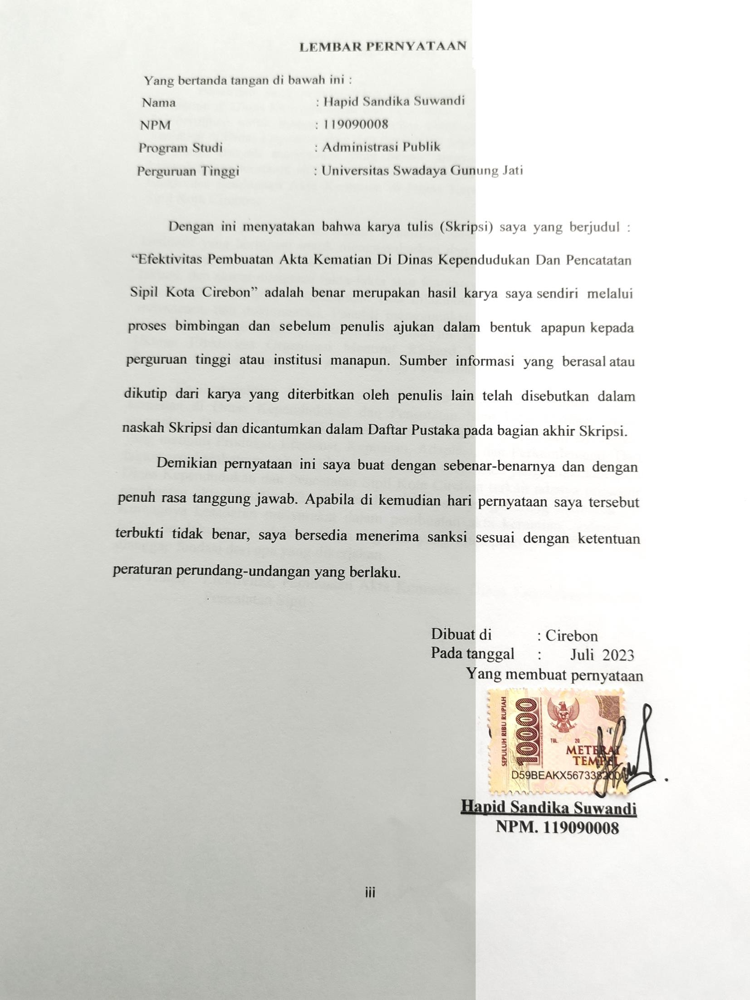 LEMBAR PERNYATAAN
Yang bertanda tangan di bawah ini :
Nama : Hapid Sandika Suwandi
NPM : 119090008
Program Studi : Administrasi Publik
Perguruan Tinggi : Universitas Swadaya Gunung Jati
Dengan ini menyatakan bahwa karya tulis (Skripsi) saya yang berjudul :
“Efektivitas Pembuatan Akta Kematian Di Dinas Kependudukan Dan Pencatatan
Sipil Kota Cirebon” adalah benar merupakan hasil karya saya sendiri melalui
proses bimbingan dan sebelum penulis ajukan dalam bentuk apapun kepada
perguruan tinggi atau institusi manapun. Sumber informasi yang berasal atau
dikutip dari karya yang diterbitkan oleh penulis lain telah disebutkan dalam
naskah Skripsi dan dicantumkan dalam Daftar Pustaka pada bagian akhir Skripsi.
Demikian pernyataan ini saya buat dengan sebenar-benarnya dan dengan
penuh rasa tanggung jawab. Apabila di kemudian hari pernyataan saya tersebut
terbukti tidak benar, saya bersedia menerima sanksi sesuai dengan ketentuan
peraturan perundang-undangan yang berlaku.
Dibuat di : Cirebon
Pada tanggal : Juli 2023
Yang membuat pernyataan
SEPULUH RIBU RUPIAH
10000
TGL. 20
METERAI
TEMPEL
Hapid Sandika Suwandi
NPM. 119090008
iii